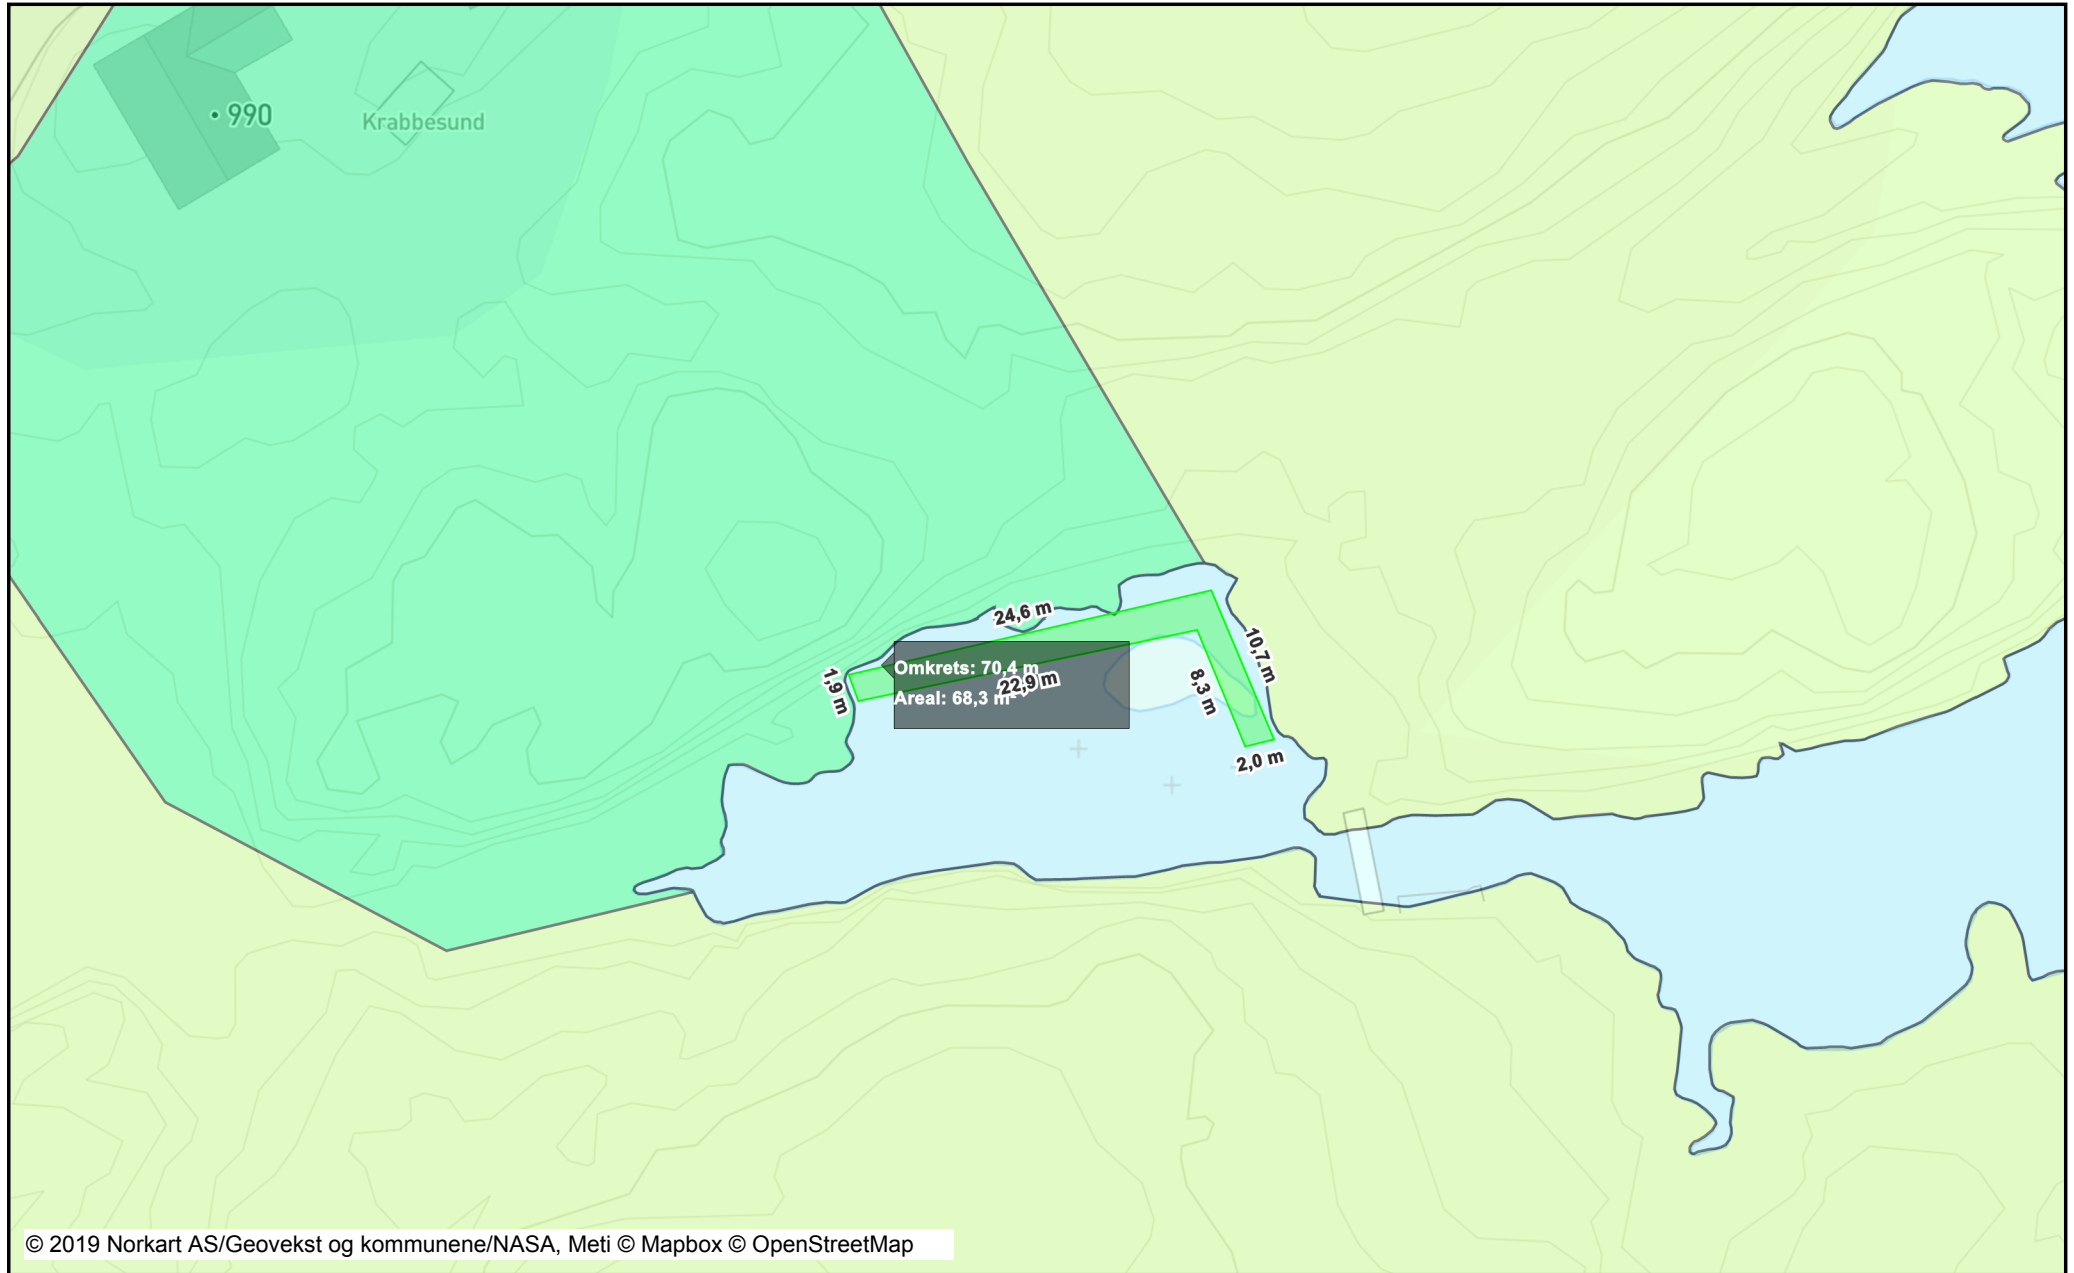 • 990
Krabbesund
24,6 m
10,7 m
1,9 m
Omkrets: 70,4 m
22,9 m
8,3 m
Areal: 68,3 m²
2,0 m
© 2019 Norkart AS/Geovekst og kommunene/NASA, Meti © Mapbox © OpenStreetMap